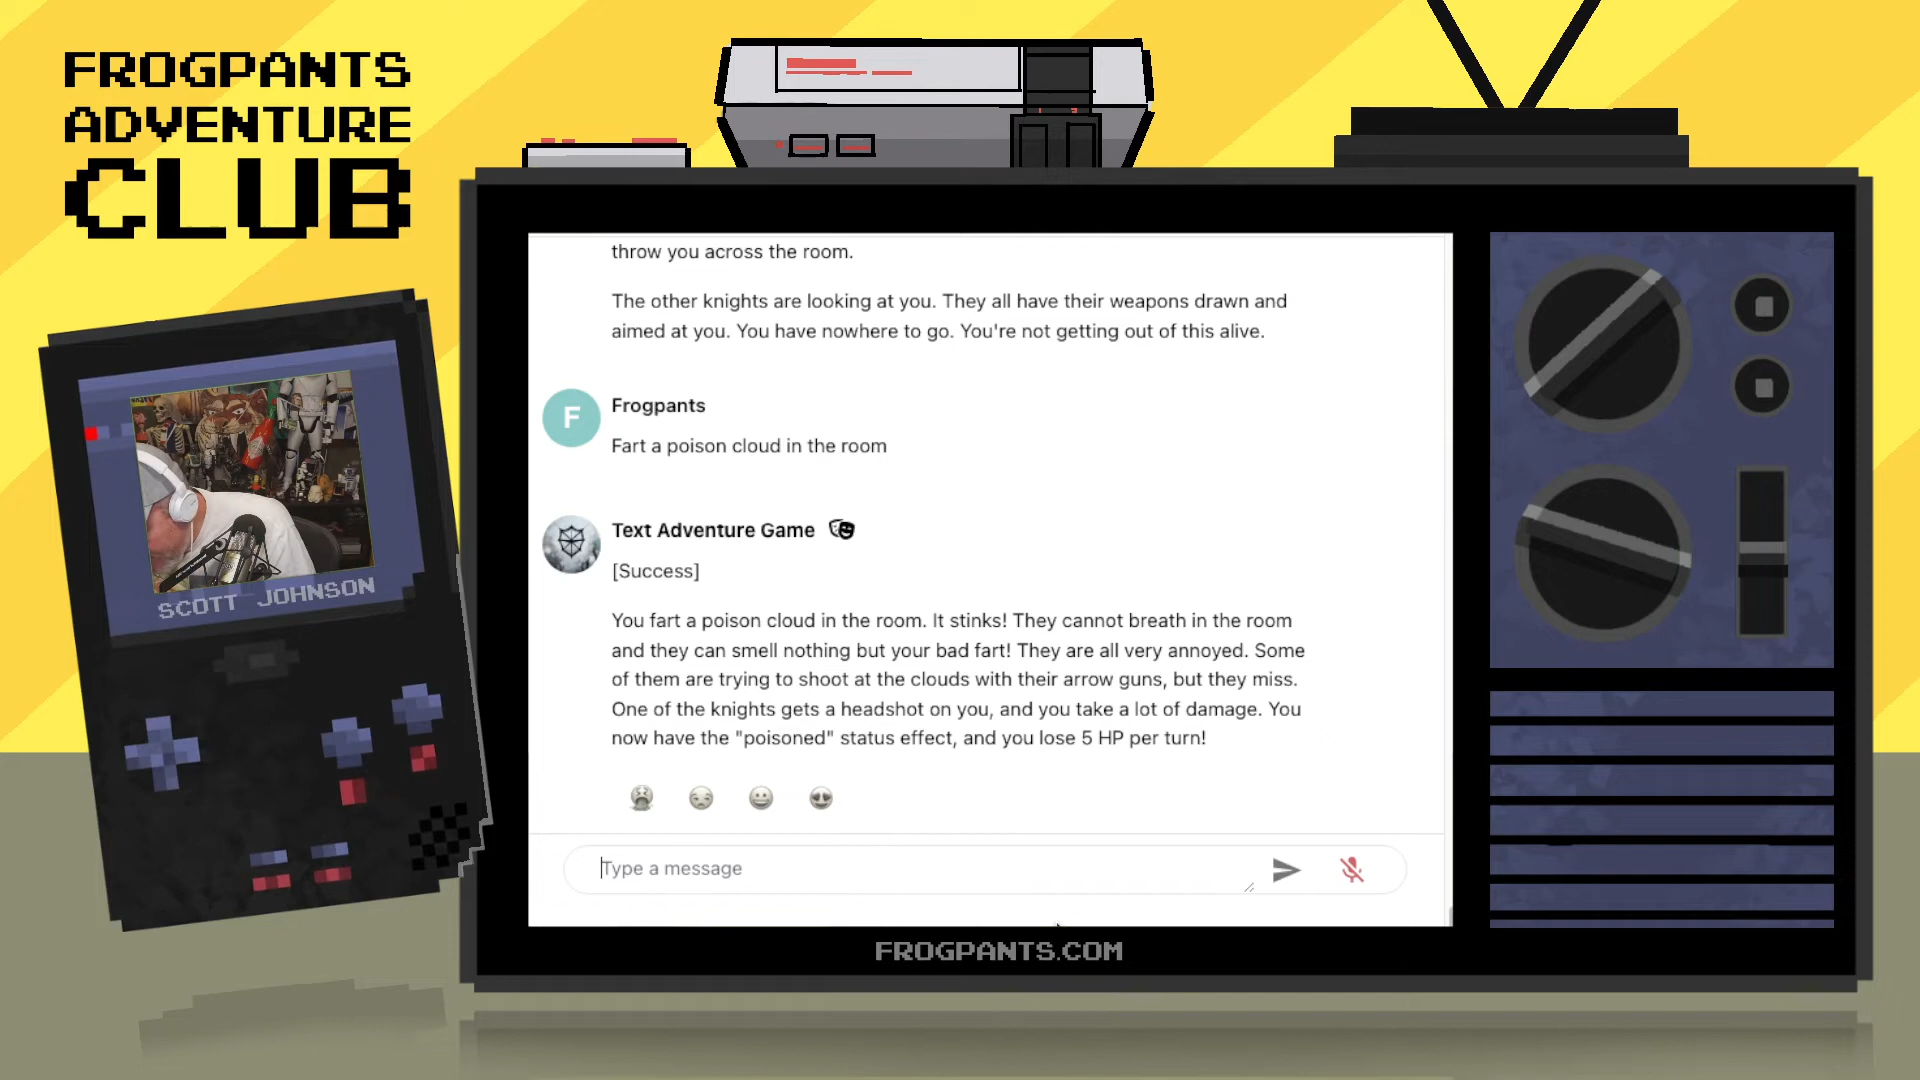 FROGPANTS
ADVENTURE
CLUB
SCOTT JOHNSON
throw you across the room.
The other knights are looking at you. They all have their weapons drawn and
aimed at you. You have nowhere to go. You're not getting out of this alive.
F
Frogpants
Fart a poison cloud in the room
Text Adventure Game
[Success]
You fart a poison cloud in the room. It stinks! They cannot breath in the room
and they can smell nothing but your bad fart! They are all very annoyed. Some
of them are trying to shoot at the clouds with their arrow guns, but they miss.
One of the knights gets a headshot on you, and you take a lot of damage. You
now have the "poisoned" status effect, and you lose 5 HP per turn!
Type a message
FROGPANTS.COM